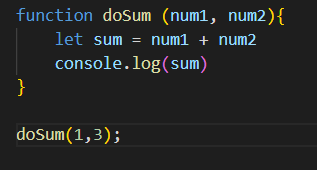 function doSum (num1, num2){
    let sum = num1 + num2
    console.log(sum)
}
doSum(1,3);